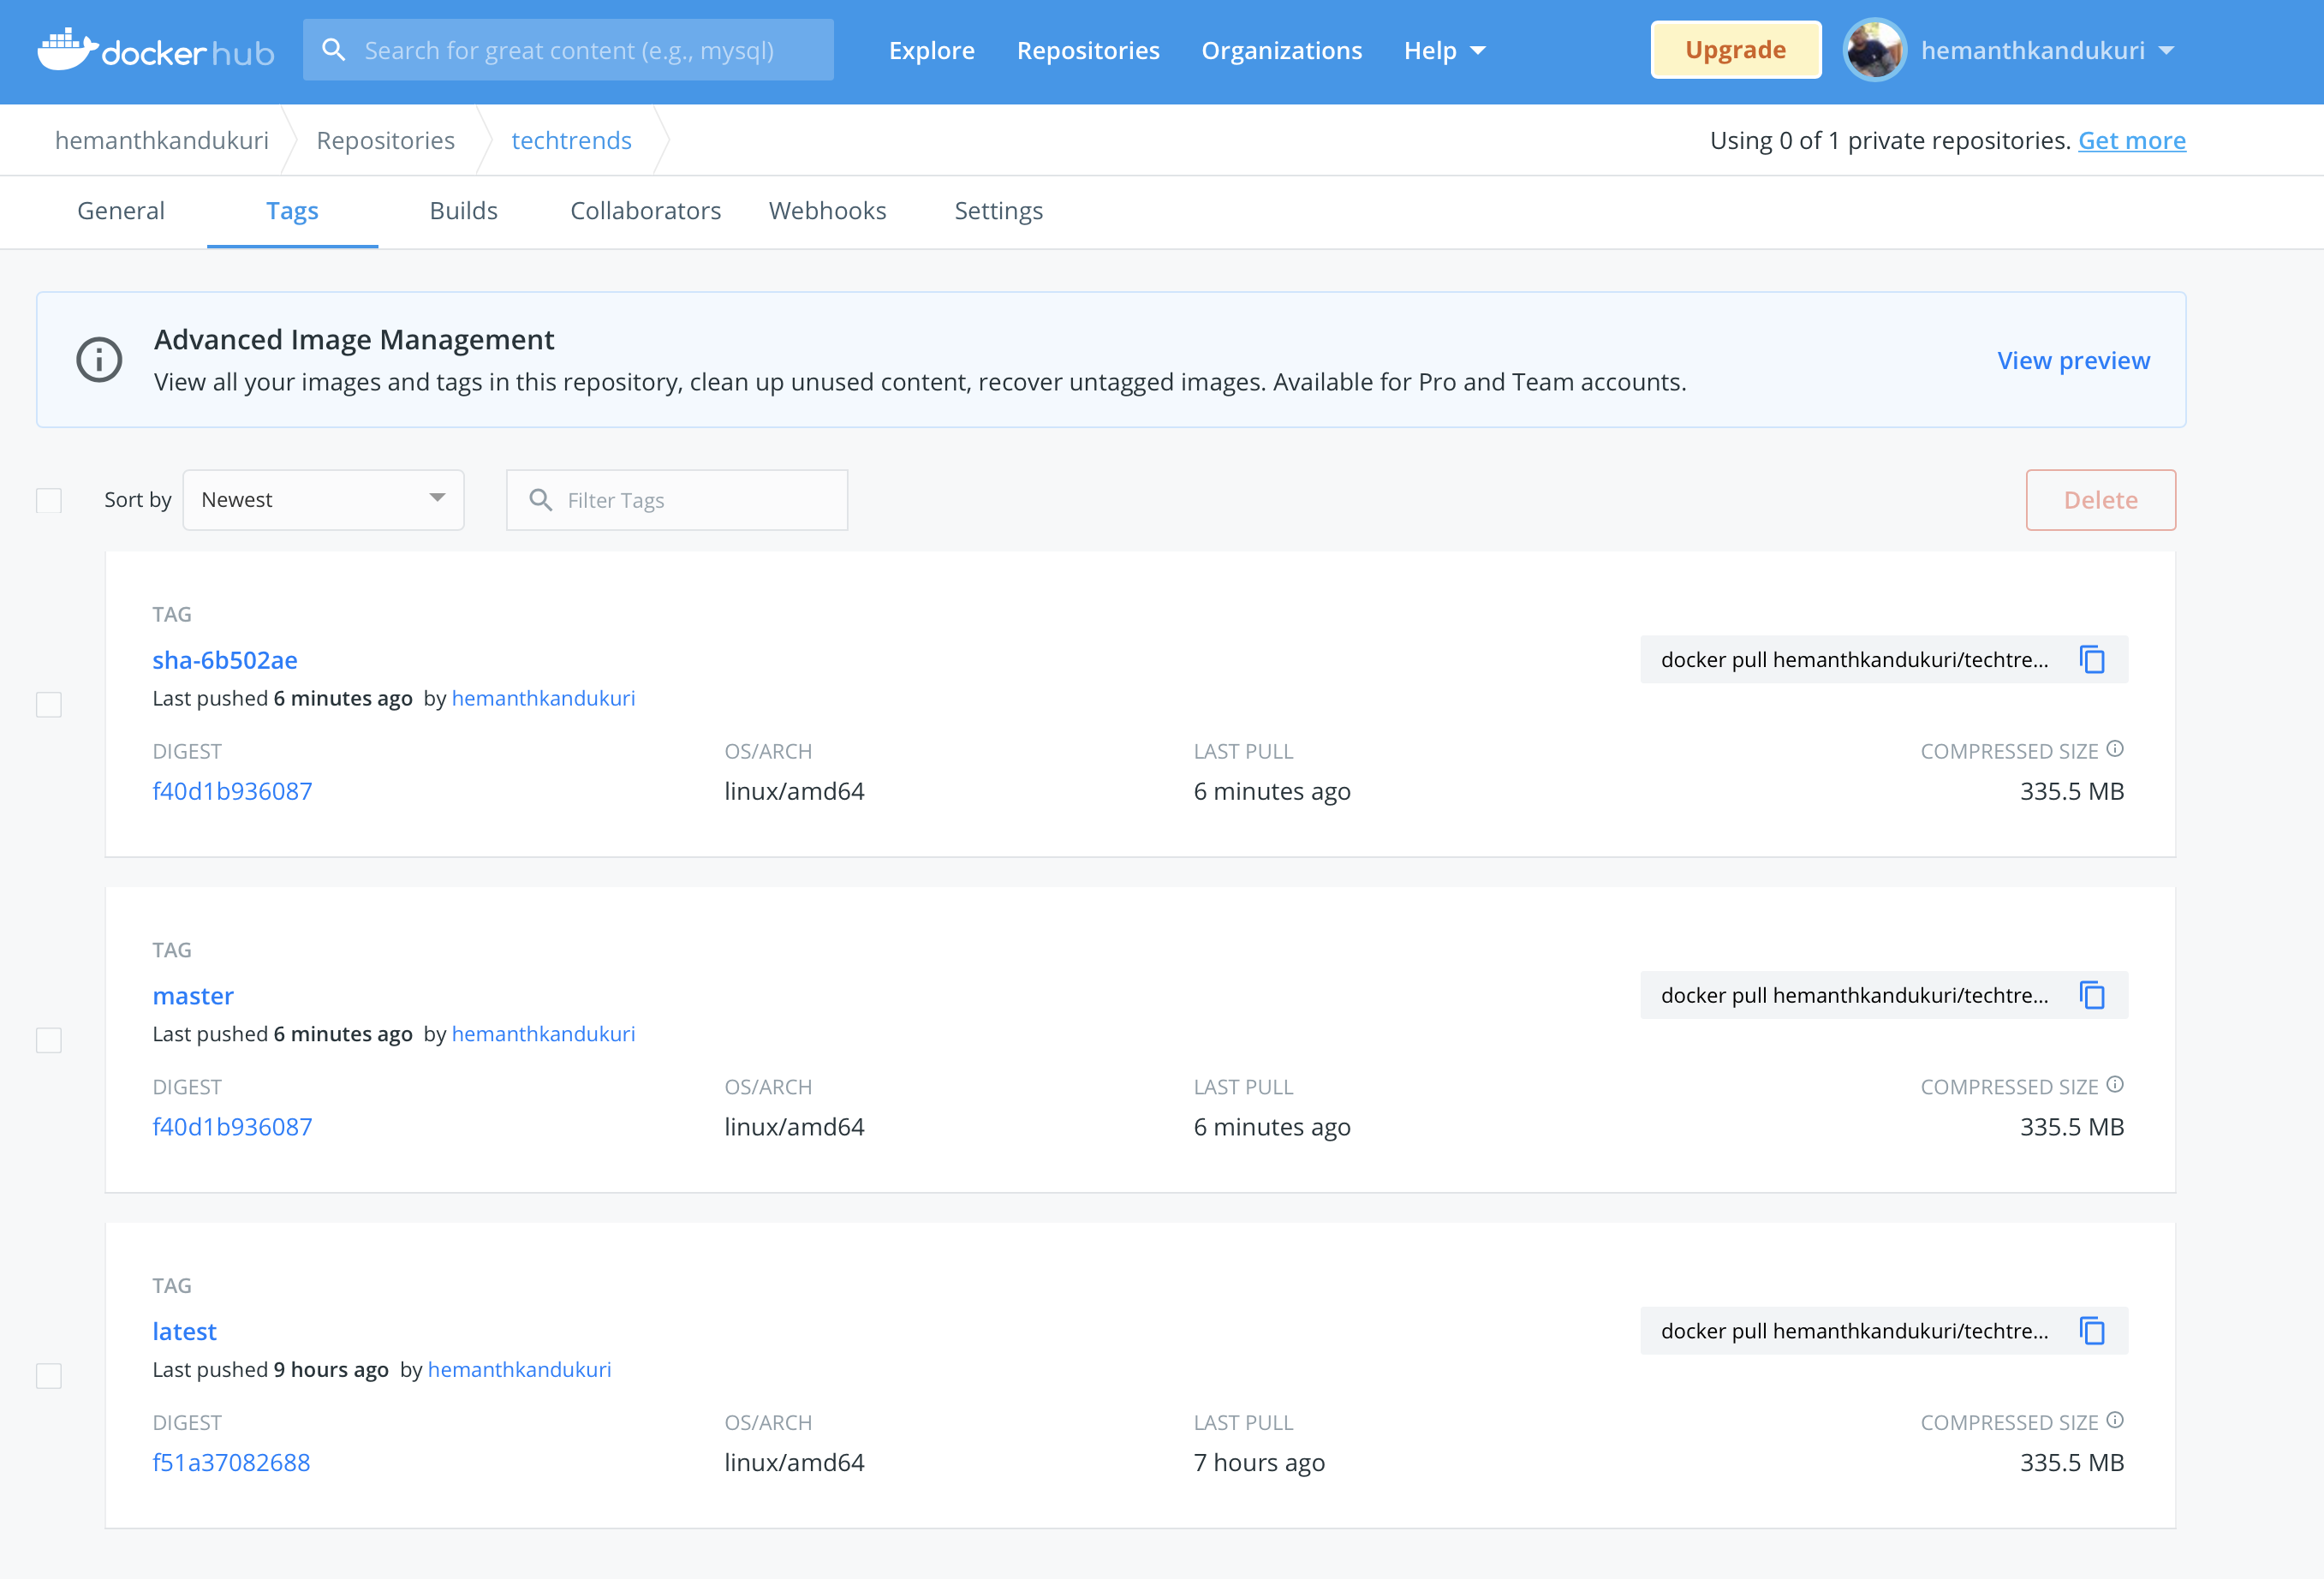 docker hub
Search for great content (e.g., mysql)
Explore
Repositories
Organizations
Help
Upgrade
hemanthkandukuri
hemanthkandukuri
Repositories
techtrends
Using 0 of 1 private repositories. Get more
General
Tags
Builds
Collaborators
Webhooks
Settings
Advanced Image Management
View all your images and tags in this repository, clean up unused content, recover untagged images. Available for Pro and Team accounts.
View preview
Sort by
Newest
Filter Tags
Delete
TAG
sha-6b502ae
docker pull hemanthkandukuri/techtre...
Last pushed 6 minutes ago by hemanthkandukuri
DIGEST
OS/ARCH
LAST PULL
COMPRESSED SIZE
f40d1b936087
linux/amd64
6 minutes ago
335.5 MB
TAG
master
docker pull hemanthkandukuri/techtre...
Last pushed 6 minutes ago by hemanthkandukuri
DIGEST
OS/ARCH
LAST PULL
COMPRESSED SIZE
f40d1b936087
linux/amd64
6 minutes ago
335.5 MB
TAG
latest
docker pull hemanthkandukuri/techtre...
Last pushed 9 hours ago by hemanthkandukuri
DIGEST
OS/ARCH
LAST PULL
COMPRESSED SIZE
f51a37082688
linux/amd64
7 hours ago
335.5 MB